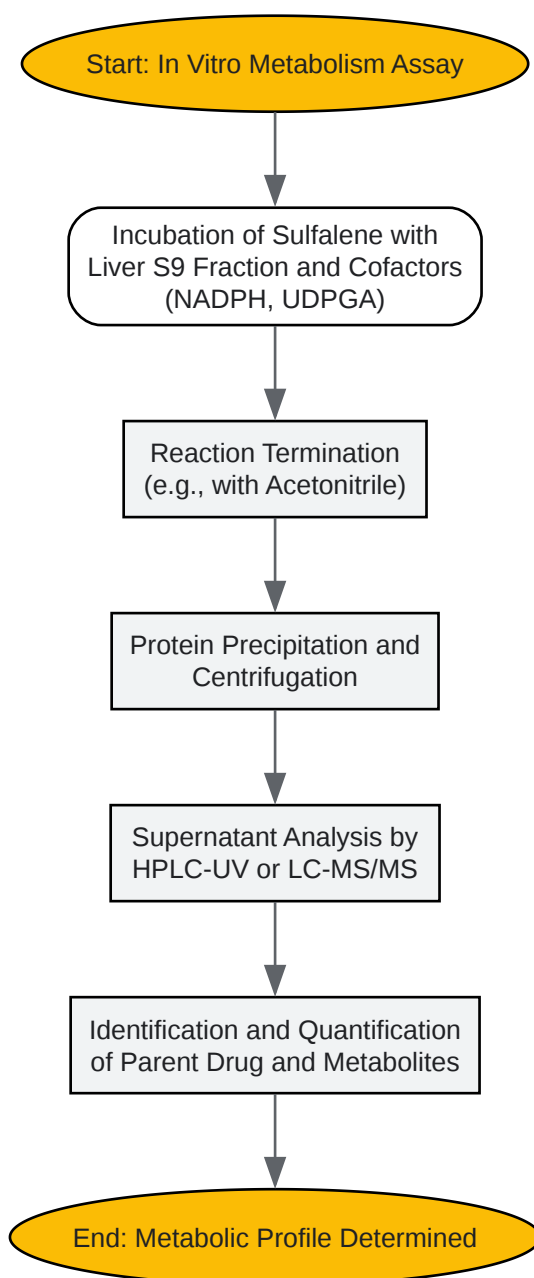 Start: In Vitro Metabolism Assay
Incubation of Sulfalene with
Liver S9 Fraction and Cofactors
(NADPH, UDPGA)
Reaction Termination
(e.g., with Acetonitrile)
Protein Precipitation and
Centrifugation
Supernatant Analysis by
HPLC-UV or LC-MS/MS
Identification and Quantification
of Parent Drug and Metabolites
End: Metabolic Profile Determined